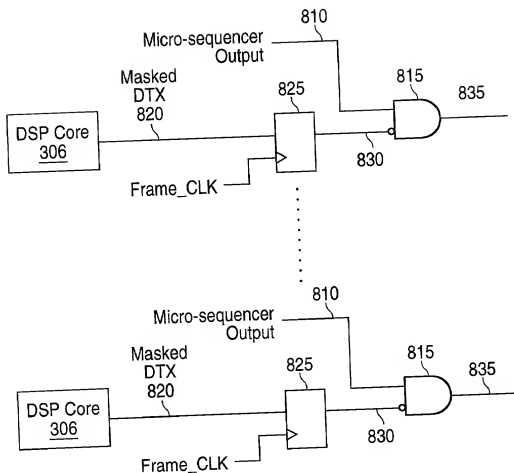 810
Micro-sequencer
Output
815
835
Masked
DTX
820
825
DSP Core
306
830
Frame_CLK
810
Micro-sequencer
Output
815
835
Masked
DTX
820
825
DSP Core
306
830
Frame_CLK